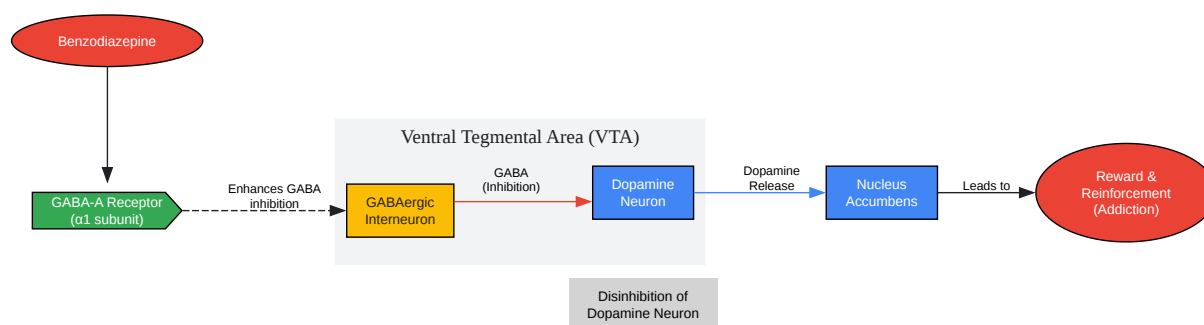 Benzodiazepine
GABA-A Receptor
(α1 subunit)
Enhances GABA
inhibition
Ventral Tegmental Area (VTA)
GABAergic
Interneuron
GABA
(Inhibition)
Dopamine
Neuron
Dopamine
Release
Nucleus
Accumbens
Leads to
Reward &
Reinforcement
(Addiction)
Disinhibition of
Dopamine Neuron